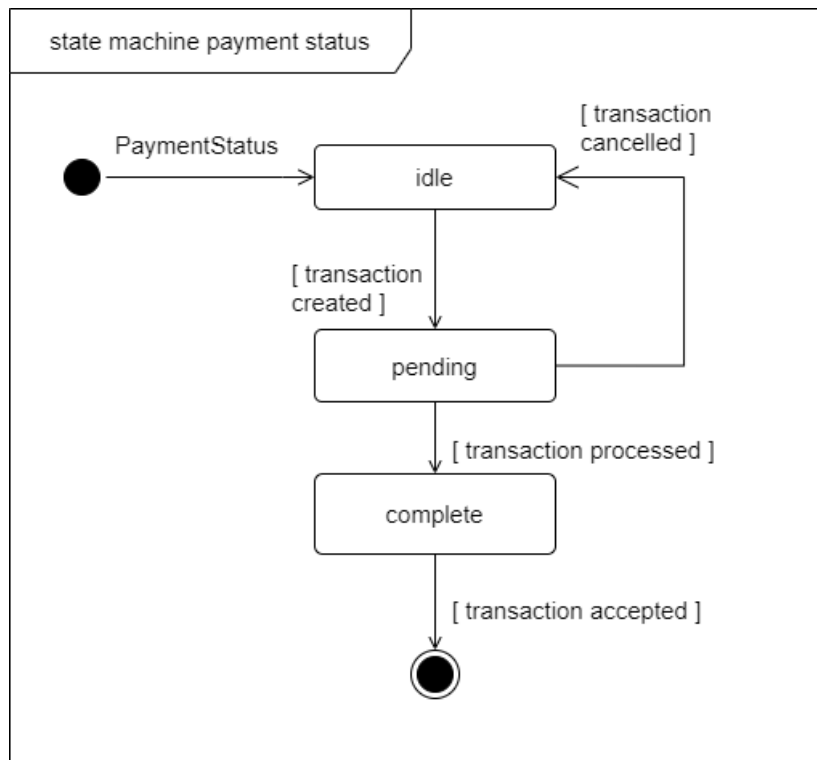 state machine payment status
[ transaction
cancelled ]
PaymentStatus
idle
[ transaction
created ]
pending
[ transaction processed ]
complete
[ transaction accepted ]